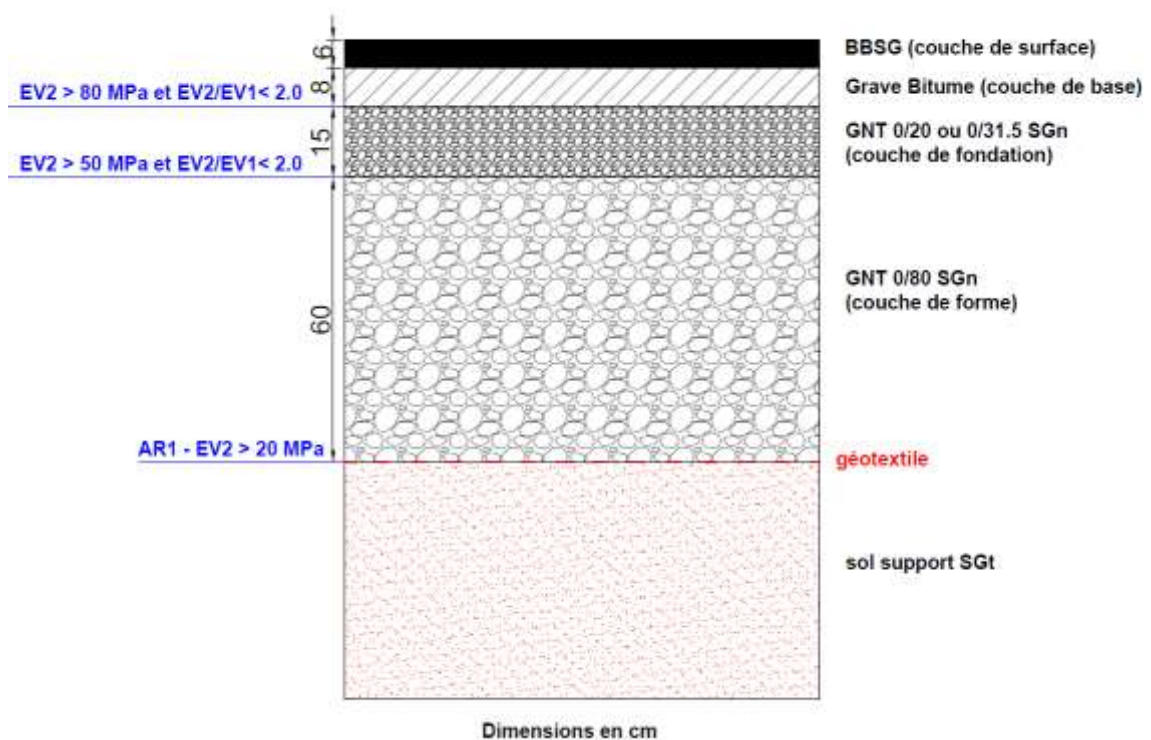 6
BBSG (couche de surface)
8
Grave Bitume (couche de base)
EV2 > 80 MPa et EV2/EV1< 2.0
15
GNT 0/20 ou 0/31.5 SGn
(couche de fondation)
EV2 > 50 MPa et EV2/EV1< 2.0
60
GNT 0/80 SGn
(couche de forme)
AR1 - EV2 > 20 MPa
géotextile
sol support SGt
Dimensions en cm